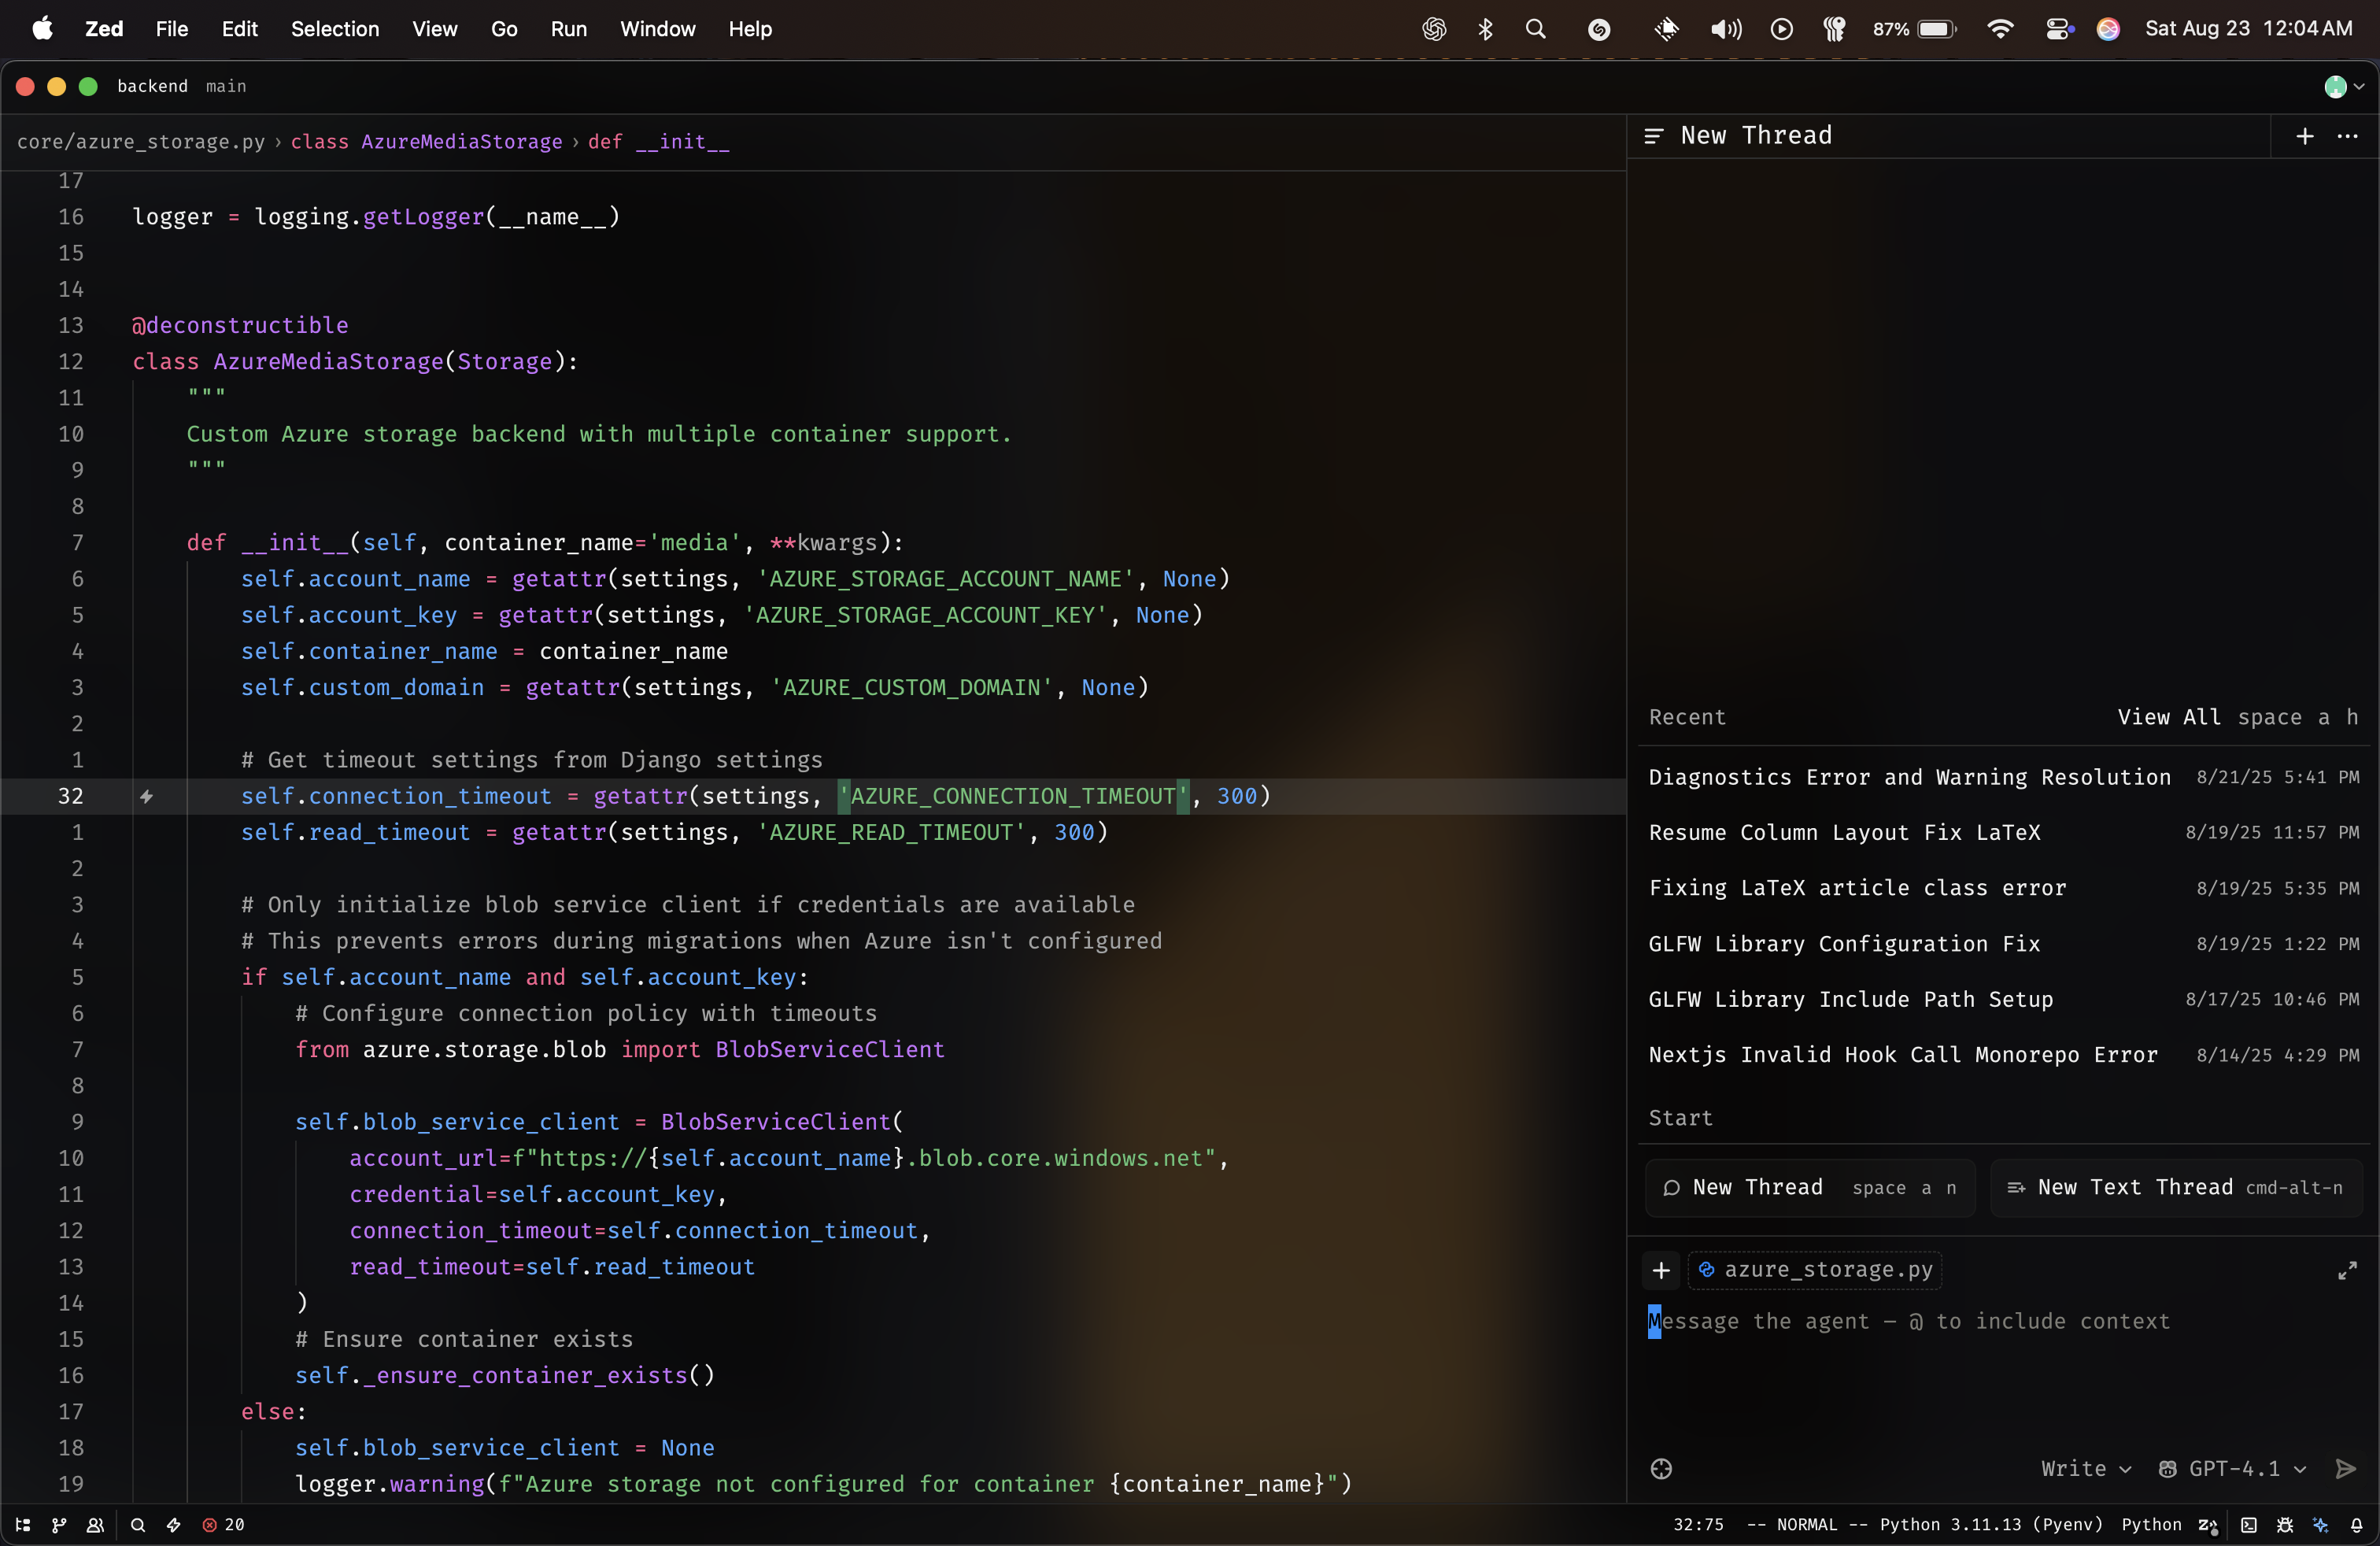 Zed File Edit Selection View Go Run Window Help 87% Sat Aug 23 12:04 AM
backend main
core/azure_storage.py › class AzureMediaStorage › def __init__
17
16 logger = logging.getLogger(__name__)
15
14
13 @deconstructible
12 class AzureMediaStorage(Storage):
11 """
10 Custom Azure storage backend with multiple container support.
9 """
8
7 def __init__(self, container_name='media', **kwargs):
6 self.account_name = getattr(settings, 'AZURE_STORAGE_ACCOUNT_NAME', None)
5 self.account_key = getattr(settings, 'AZURE_STORAGE_ACCOUNT_KEY', None)
4 self.container_name = container_name
3 self.custom_domain = getattr(settings, 'AZURE_CUSTOM_DOMAIN', None)
2
1 # Get timeout settings from Django settings
32 self.connection_timeout = getattr(settings, 'AZURE_CONNECTION_TIMEOUT', 300)
1 self.read_timeout = getattr(settings, 'AZURE_READ_TIMEOUT', 300)
2
3 # Only initialize blob service client if credentials are available
4 # This prevents errors during migrations when Azure isn't configured
5 if self.account_name and self.account_key:
6 # Configure connection policy with timeouts
7 from azure.storage.blob import BlobServiceClient
8
9 self.blob_service_client = BlobServiceClient(
10 account_url=f"https://{self.account_name}.blob.core.windows.net",
11 credential=self.account_key,
12 connection_timeout=self.connection_timeout,
13 read_timeout=self.read_timeout
14 )
15 # Ensure container exists
16 self._ensure_container_exists()
17 else:
18 self.blob_service_client = None
19 logger.warning(f"Azure storage not configured for container {container_name}")
New Thread
Recent View All space a h
Diagnostics Error and Warning Resolution 8/21/25 5:41 PM
Resume Column Layout Fix LaTeX 8/19/25 11:57 PM
Fixing LaTeX article class error 8/19/25 5:35 PM
GLFW Library Configuration Fix 8/19/25 1:22 PM
GLFW Library Include Path Setup 8/17/25 10:46 PM
Nextjs Invalid Hook Call Monorepo Error 8/14/25 4:29 PM
Start
New Thread space a n New Text Thread cmd-alt-n
azure_storage.py
Message the agent — @ to include context
Write GPT-4.1
20 32:75 -- NORMAL -- Python 3.11.13 (Pyenv) Python